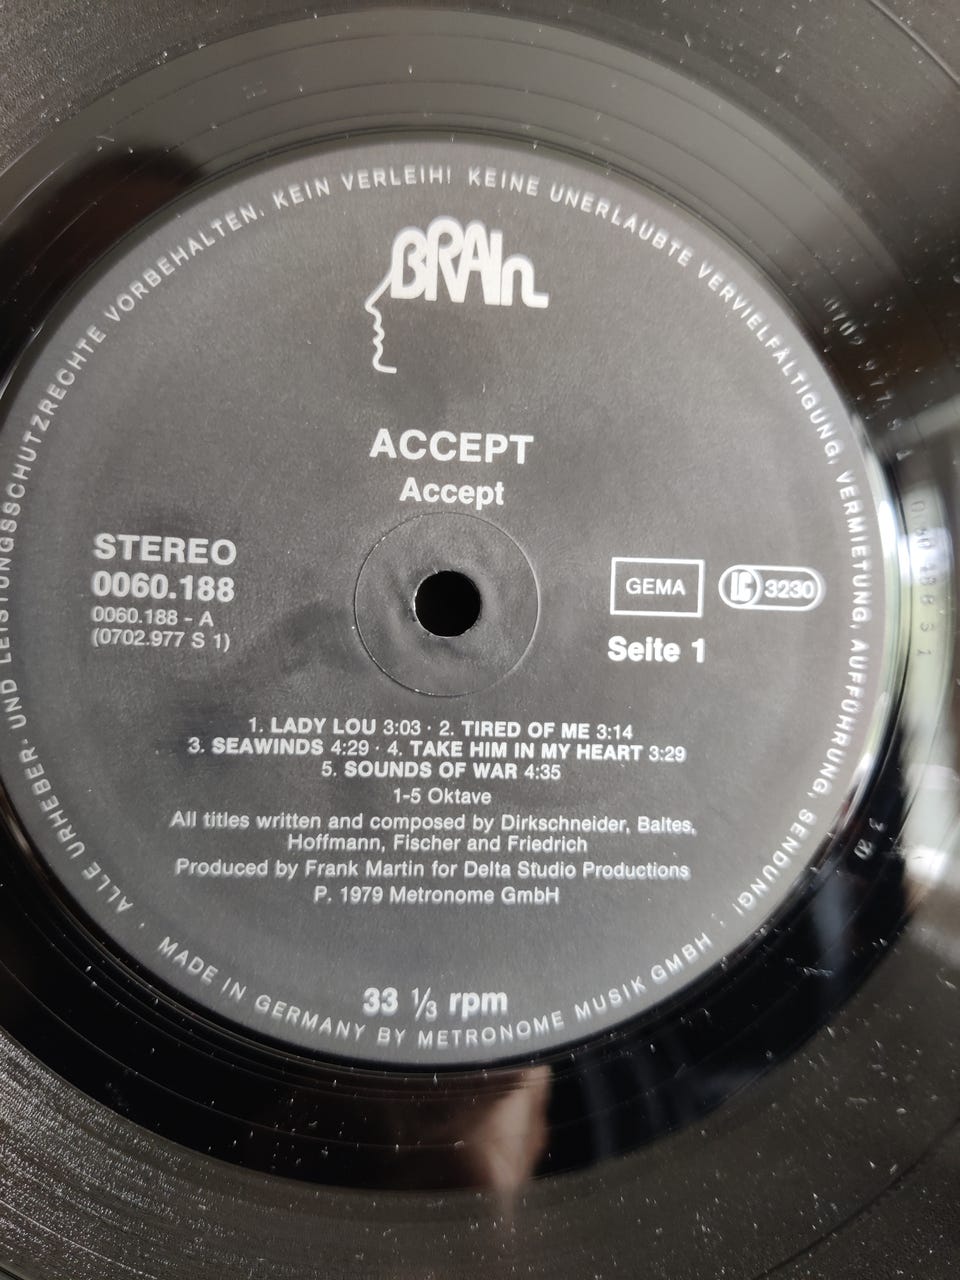 ALLE URHEBER- UND LEISTUNGSSCHUTZRECHTE VORBEHALTEN. KEIN VERLEIH! KEINE UNERLAUBTE VERVIELFÄLTIGUNG, VERMIETUNG, AUFFÜHRUNG, SENDUNG!
BRAIn
ACCEPT
Accept
STEREO
0060.188
0060.188 - A
(0702.977 S 1)
GEMA
LC 3230
Seite 1
1. LADY LOU 3:03 · 2. TIRED OF ME 3:14
3. SEAWINDS 4:29 · 4. TAKE HIM IN MY HEART 3:29
5. SOUNDS OF WAR 4:35
1-5 Oktave
All titles written and composed by Dirkschneider, Baltes,
Hoffmann, Fischer and Friedrich
Produced by Frank Martin for Delta Studio Productions
P. 1979 Metronome GmbH
33 ⅓ rpm
· MADE IN GERMANY BY METRONOME MUSIK GMBH ·